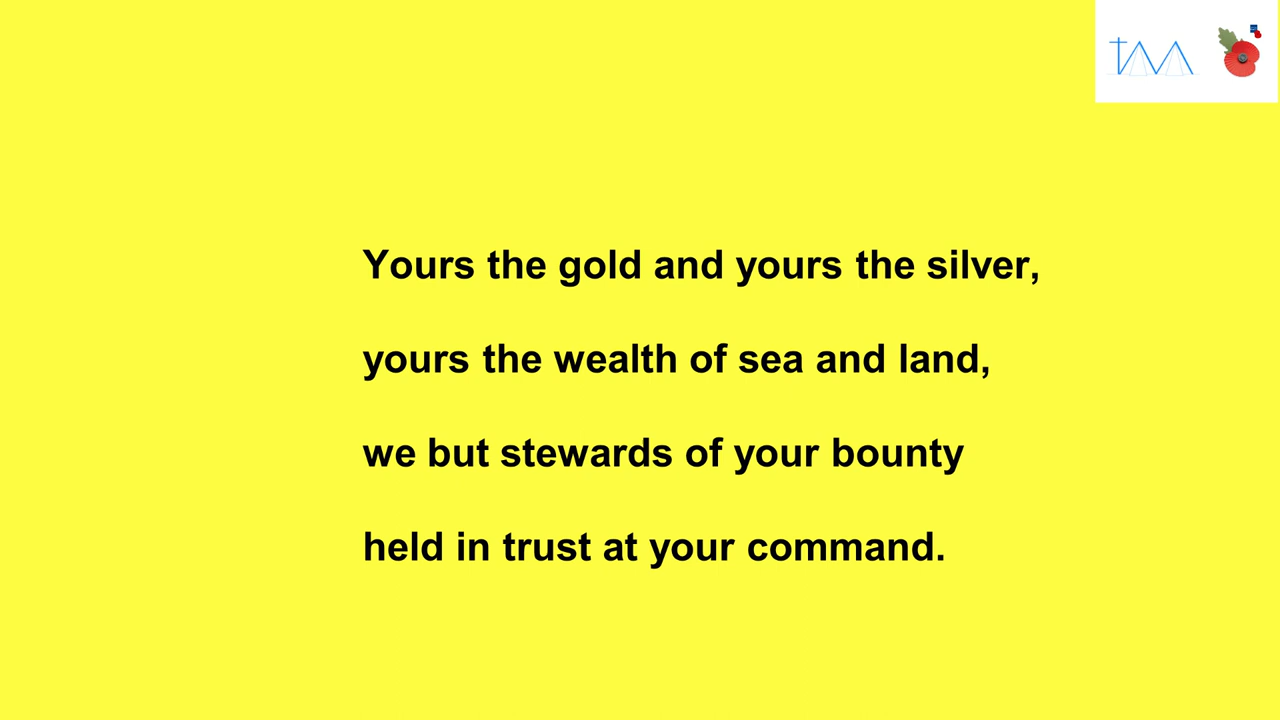 Yours the gold and yours the silver,
yours the wealth of sea and land,
we but stewards of your bounty
held in trust at your command.